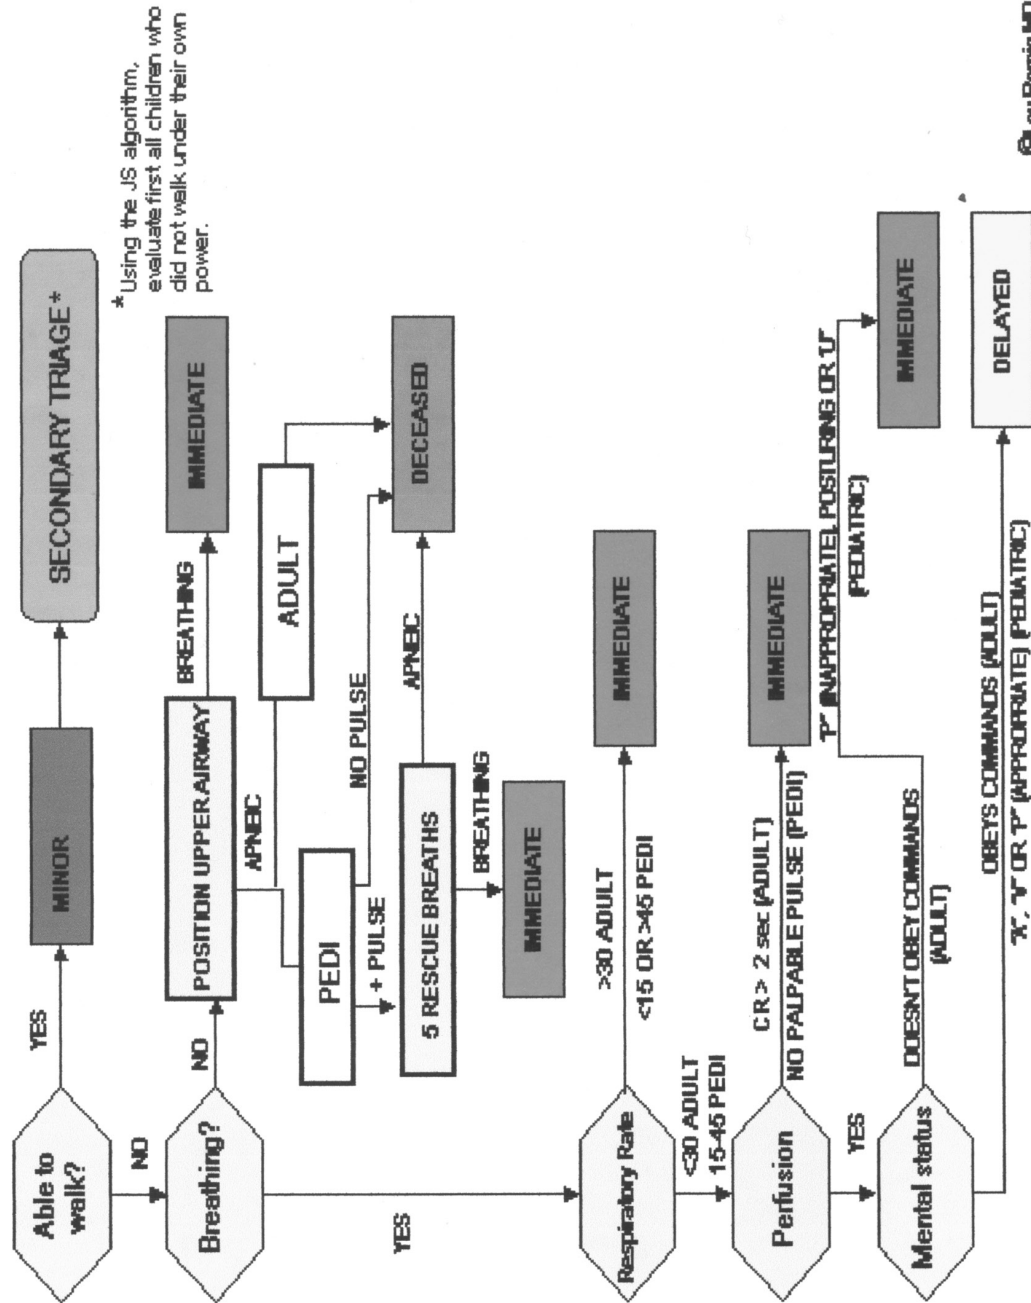 Able to
walk?
YES
MINOR
SECONDARY TRIAGE*
*Using the JS algorithm,
evaluate first all children who
did not walk under their own
power.
NO
Breathing?
NO
POSITION UPPER AIRWAY
BREATHING
IMMEDIATE
APNEIC
PEDI
ADULT
+ PULSE
NO PULSE
5 RESCUE BREATHS
APNEIC
DECEASED
BREATHING
IMMEDIATE
YES
Respiratory Rate
>30 ADULT
<15 OR >45 PEDI
IMMEDIATE
<30 ADULT
15-45 PEDI
Perfusion
CR > 2 sec (ADULT)
NO PALPABLE PULSE (PEDI)
IMMEDIATE
YES
Mental status
DOESN'T OBEY COMMANDS
(ADULT)
"P" (INAPPROPRIATE), POSTURING OR "U"
(PEDIATRIC)
IMMEDIATE
OBEYS COMMANDS (ADULT)
"A", "V" OR "P" (APPROPRIATE) (PEDIATRIC)
DELAYED